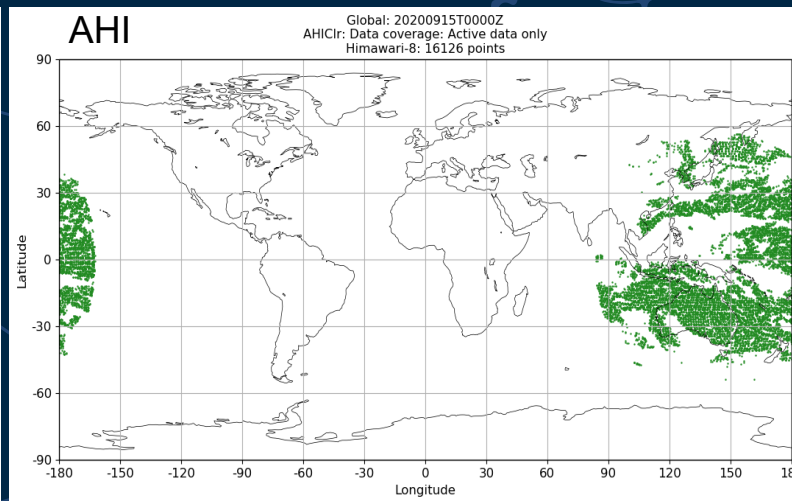 AHI
Global: 20200915T0000Z
AHIClr: Data coverage: Active data only
Himawari-8: 16126 points
90
60
30
0
-30
-60
-90
Latitude
-180 -150 -120 -90 -60 -30 0 30 60 90 120 150 180
Longitude